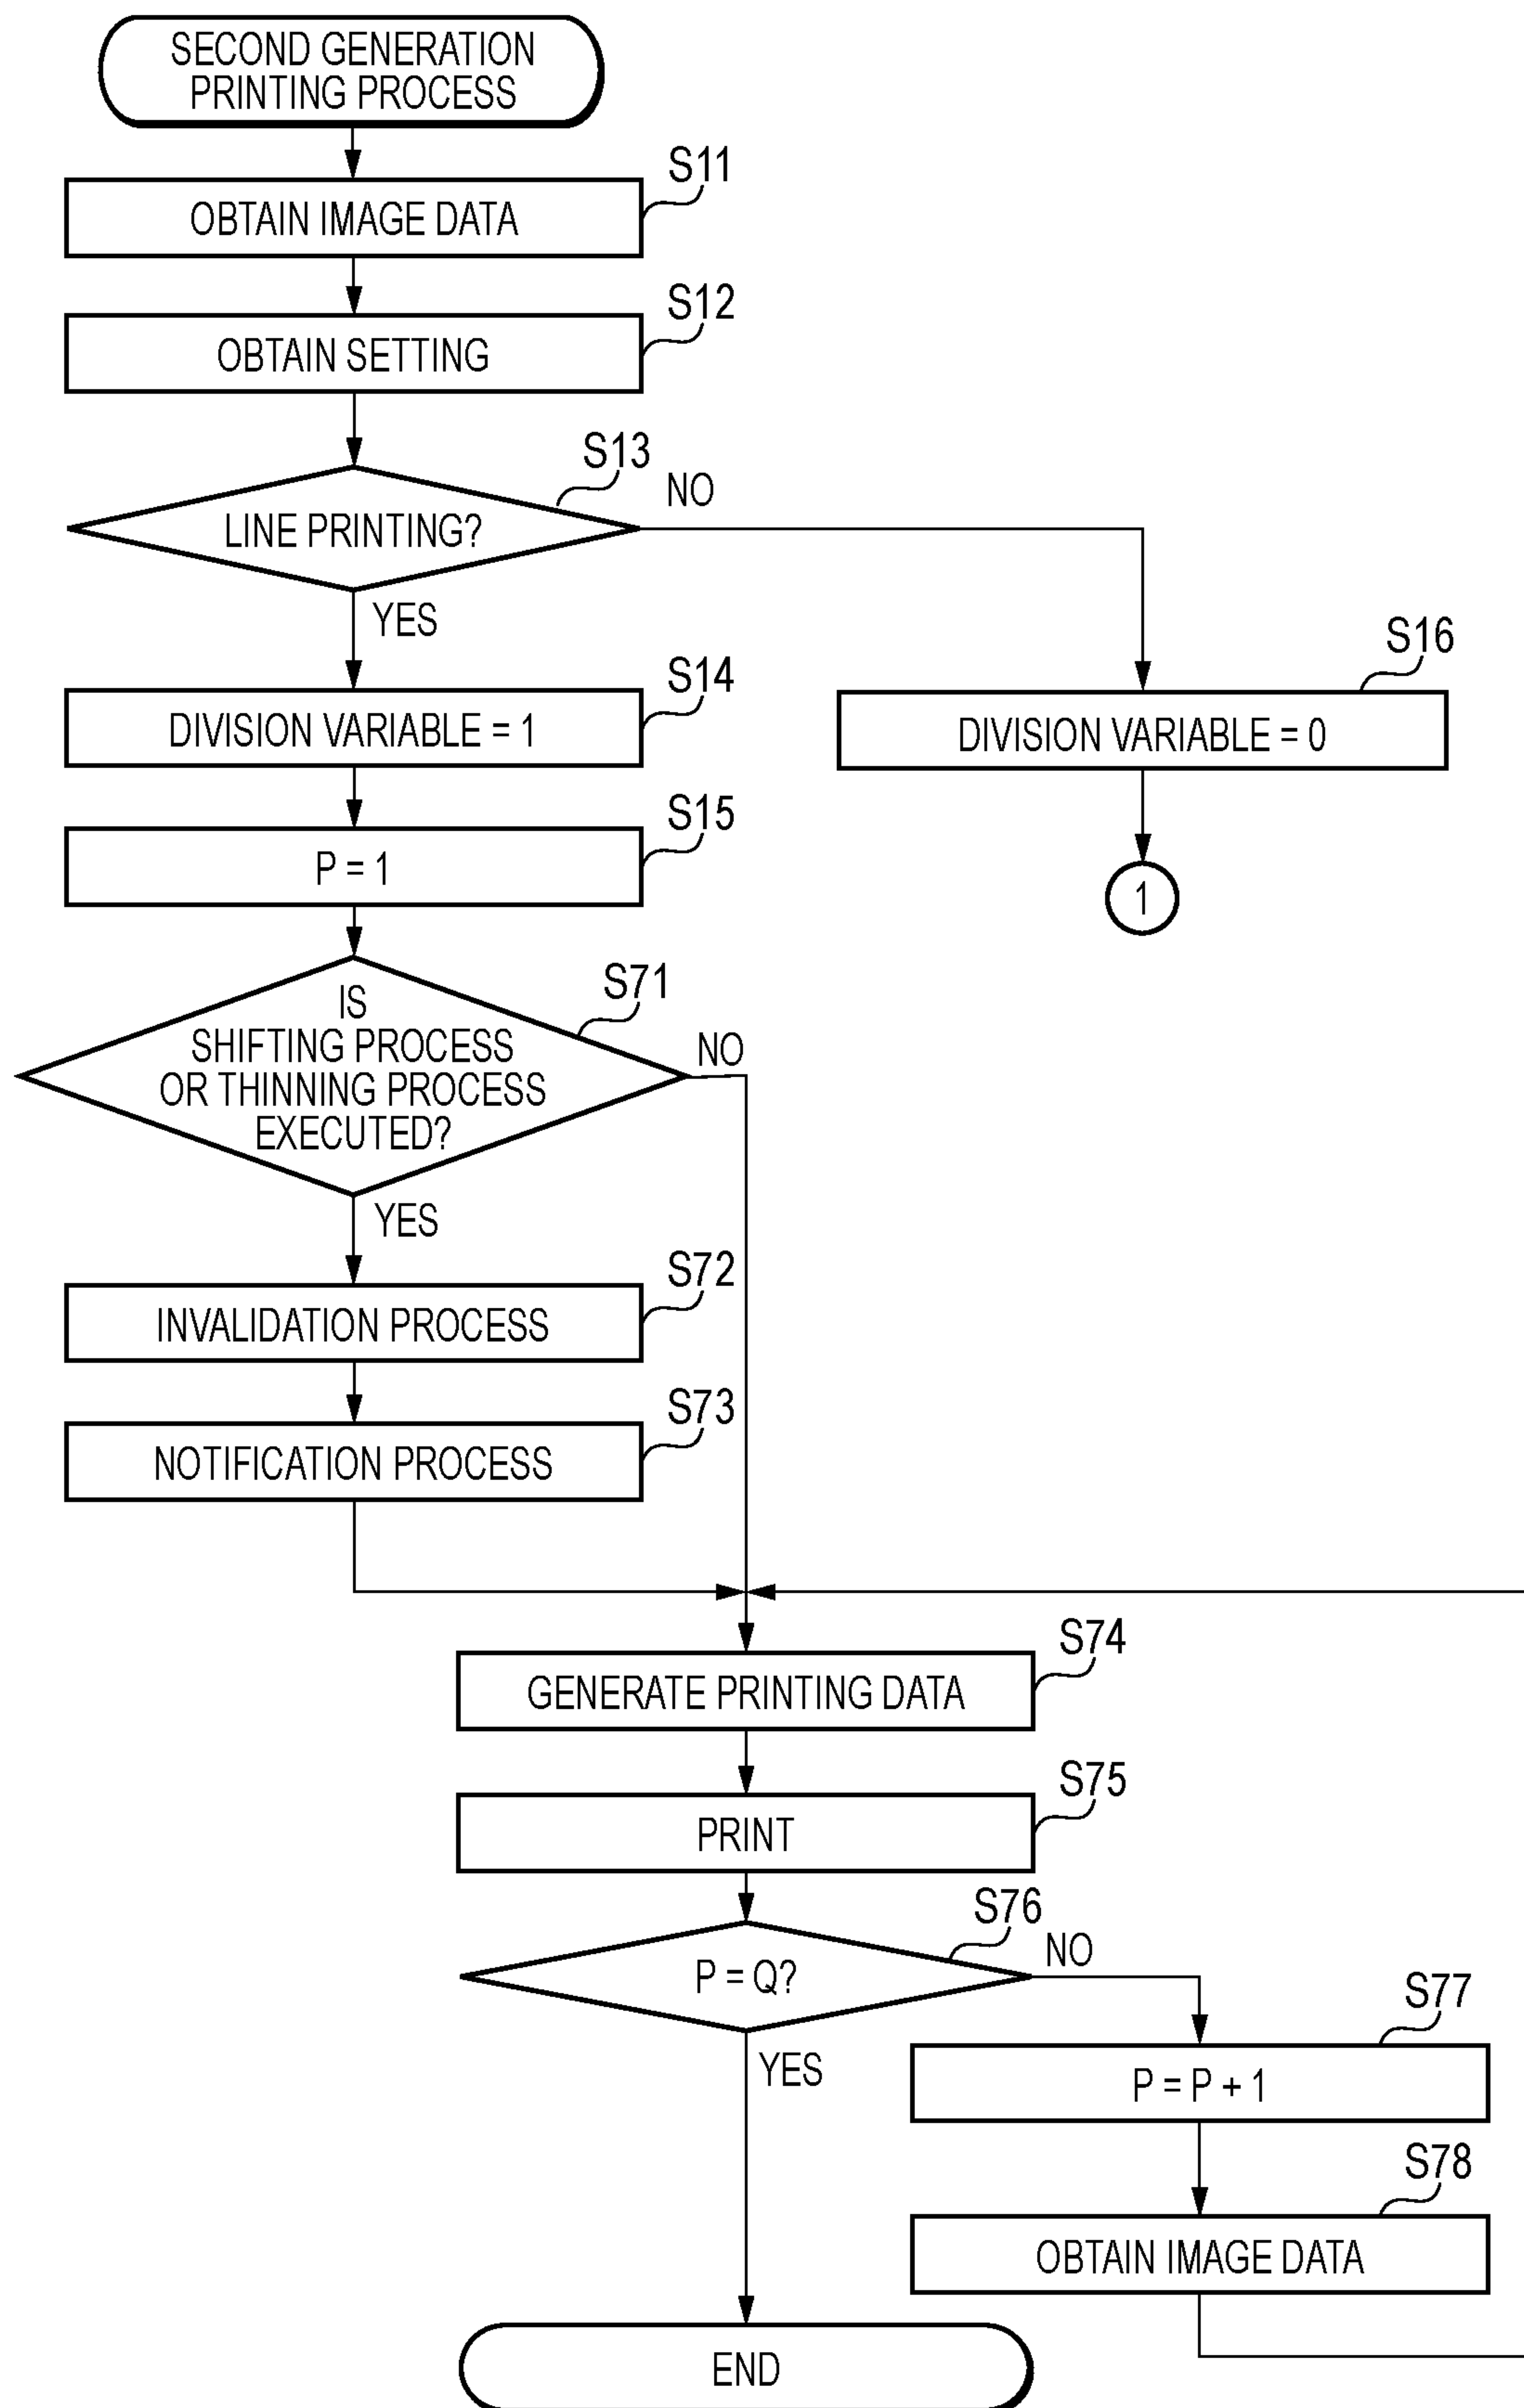 SECOND GENERATION
PRINTING PROCESS
S11
OBTAIN IMAGE DATA
S12
OBTAIN SETTING
S13
LINE PRINTING?
NO
YES
S14
DIVISION VARIABLE = 1
S16
DIVISION VARIABLE = 0
S15
P = 1
1
S71
IS
SHIFTING PROCESS
OR THINNING PROCESS
EXECUTED?
NO
YES
S72
INVALIDATION PROCESS
S73
NOTIFICATION PROCESS
S74
GENERATE PRINTING DATA
S75
PRINT
S76
P = Q?
NO
YES
S77
P = P + 1
S78
OBTAIN IMAGE DATA
END